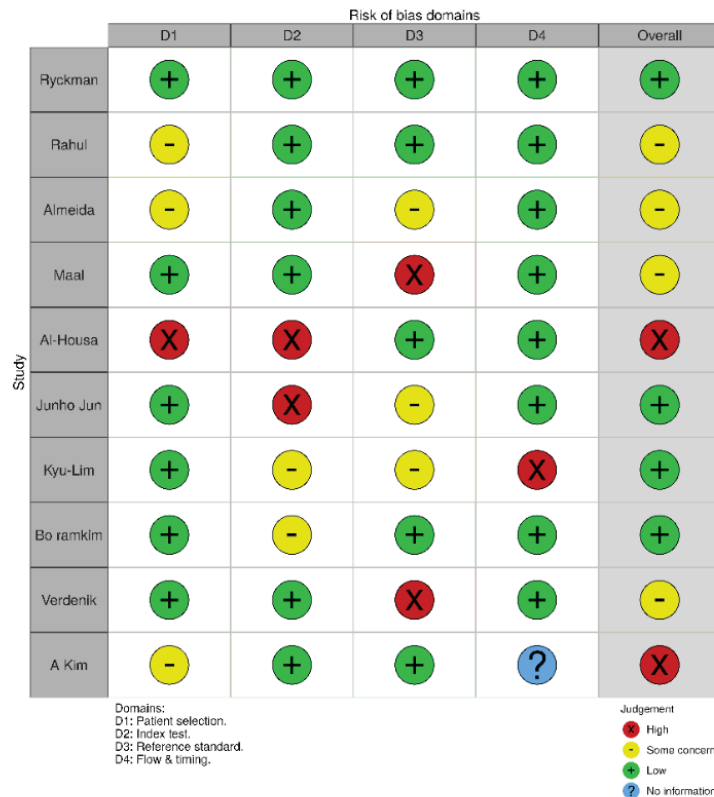 Risk of bias domains
D1 D2 D3 D4 Overall
Study
Ryckman + + + + +
Rahul - + + + -
Almeida - + - + -
Maal + + X + -
Al-Housa X X + + X
Junho Jun + X - + +
Kyu-Lim + - - X +
Bo ramkim + - + + +
Verdenik + + X + -
A Kim - + + ? X
Domains:
D1: Patient selection.
D2: Index test.
D3: Reference standard.
D4: Flow & timing.
Judgement
X High
- Some concern
+ Low
? No information